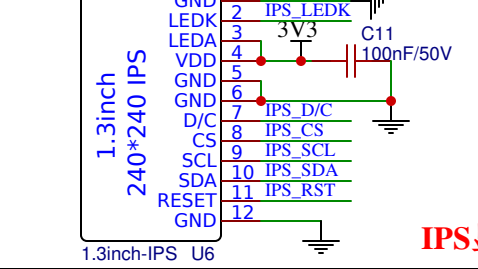 GND
LEDK 2 IPS_LEDK
LEDA 3 3V3
VDD 4
C11
100nF/50V
GND 5
GND 6
D/C 7 IPS_D/C
CS 8 IPS_CS
SCL 9 IPS_SCL
SDA 10 IPS_SDA
RESET 11 IPS_RST
GND 12
1.3inch
240*240 IPS
1.3inch-IPS U6
IPS